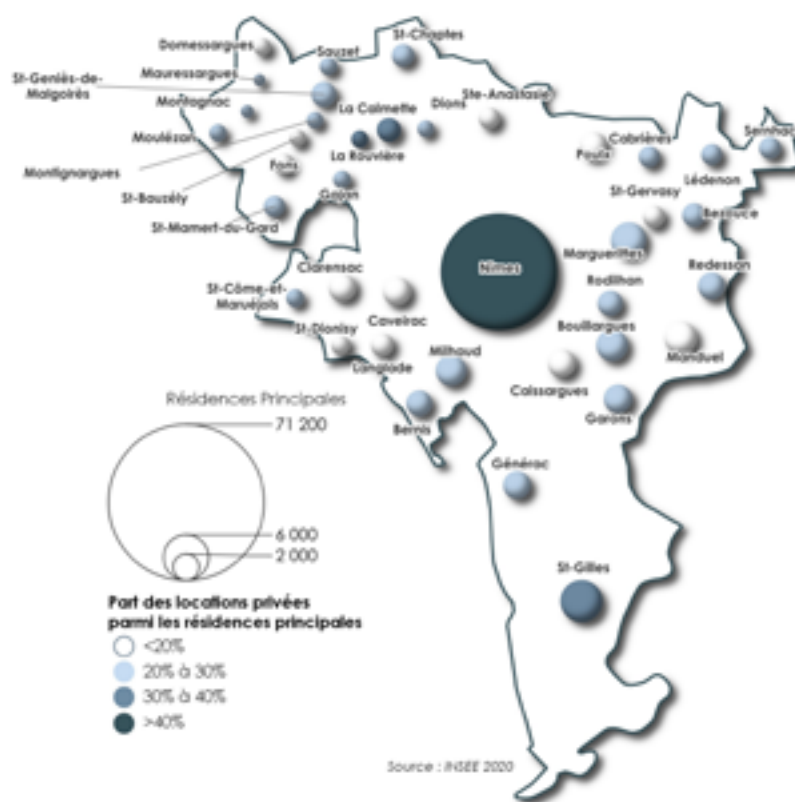 St-Chaptes
Domessargues
Sauzet
Mauressargues
St-Geniès-de-
Malgoirès
Ste-Anastasie
La Calmette
Dions
Montagnac
Moulézan
La Rouvière
Montignargues
Fons
St-Bauzély
Gajan
St-Mamert-du-Gard
Sernhac
Cabrières
Poulx
Lédenon
St-Gervasy
Bezouce
Marguerittes
Redessan
Nîmes
Rodilhan
Clarensac
St-Côme-et-
Maruéjols
Caveirac
Bouillargues
St-Dionisy
Langlade
Milhaud
Manduel
Caissargues
Garons
Bernis
Générac
St-Gilles
Résidences Principales
71 200
6 000
2 000
Part des locations privées
parmi les résidences principales
<20%
20% à 30%
30% à 40%
>40%
Source : INSEE 2020